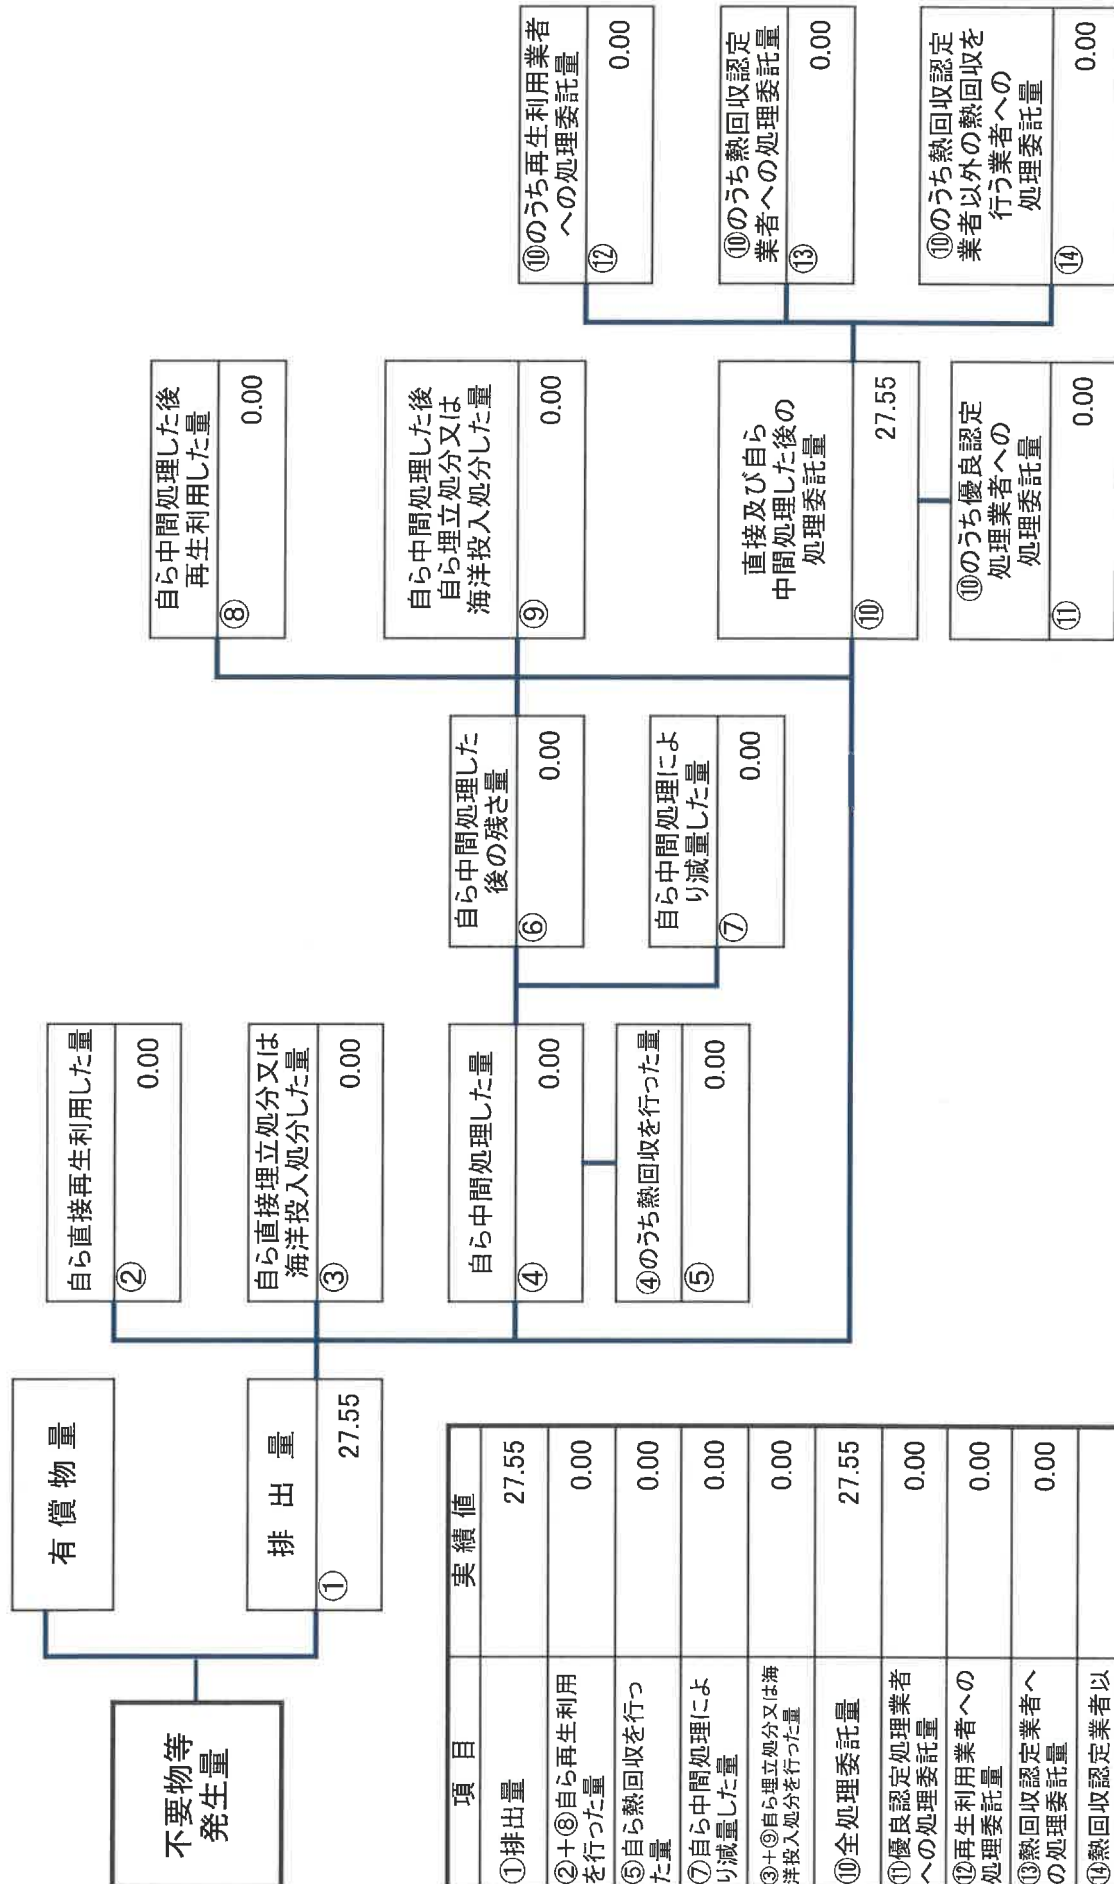 不要物等
発生量
有償物量
排出量
①
27.55
自ら直接再生利用した量
②
0.00
自ら直接埋立処分又は
海洋投入処分した量
③
0.00
自ら中間処理した量
④
0.00
④のうち熱回収を行った量
⑤
0.00
自ら中間処理した
後の残さ量
⑥
0.00
自ら中間処理によ
り減量した量
⑦
0.00
自ら中間処理した後
再生利用した量
⑧
0.00
自ら中間処理した後
自ら埋立処分又は
海洋投入処分した量
⑨
0.00
直接及び自ら
中間処理した後の
処理委託量
⑩
27.55
⑩のうち優良認定
処理業者への
処理委託量
⑪
0.00
⑩のうち再生利用業者
への処理委託量
⑫
0.00
⑩のうち熱回収認定
業者への処理委託量
⑬
0.00
⑩のうち熱回収認定
業者以外の熱回収を
行う業者への
処理委託量
⑭
0.00
項目
実績値
①排出量
27.55
②+⑧自ら再生利用
を行った量
0.00
⑤自ら熱回収を行っ
た量
0.00
⑦自ら中間処理によ
り減量した量
0.00
③+⑨自ら埋立処分又は海
洋投入処分を行った量
0.00
⑩全処理委託量
27.55
⑪優良認定処理業者
への処理委託量
0.00
⑫再生利用業者への
処理委託量
0.00
⑬熱回収認定業者へ
の処理委託量
0.00
⑭熱回収認定業者以